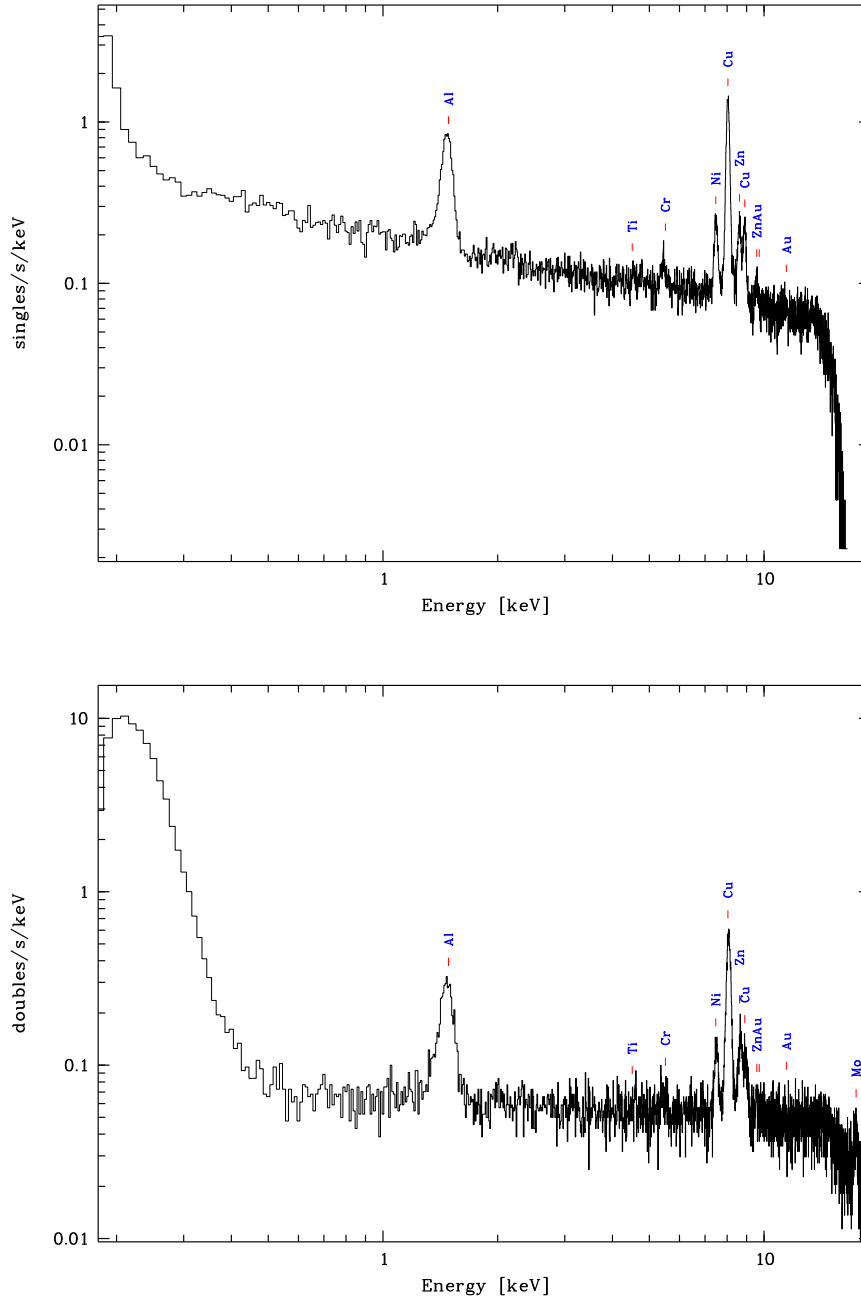 singles/s/keV
1
0.1
0.01
Al
Ti
Cr
Ni
Cu
Zn
Cu
ZnAu
Au
1
10
Energy [keV]
doubles/s/keV
10
1
0.1
0.01
Al
Ti
Cr
Ni
Cu
Zn
Cu
ZnAu
Au
Mo
1
10
Energy [keV]